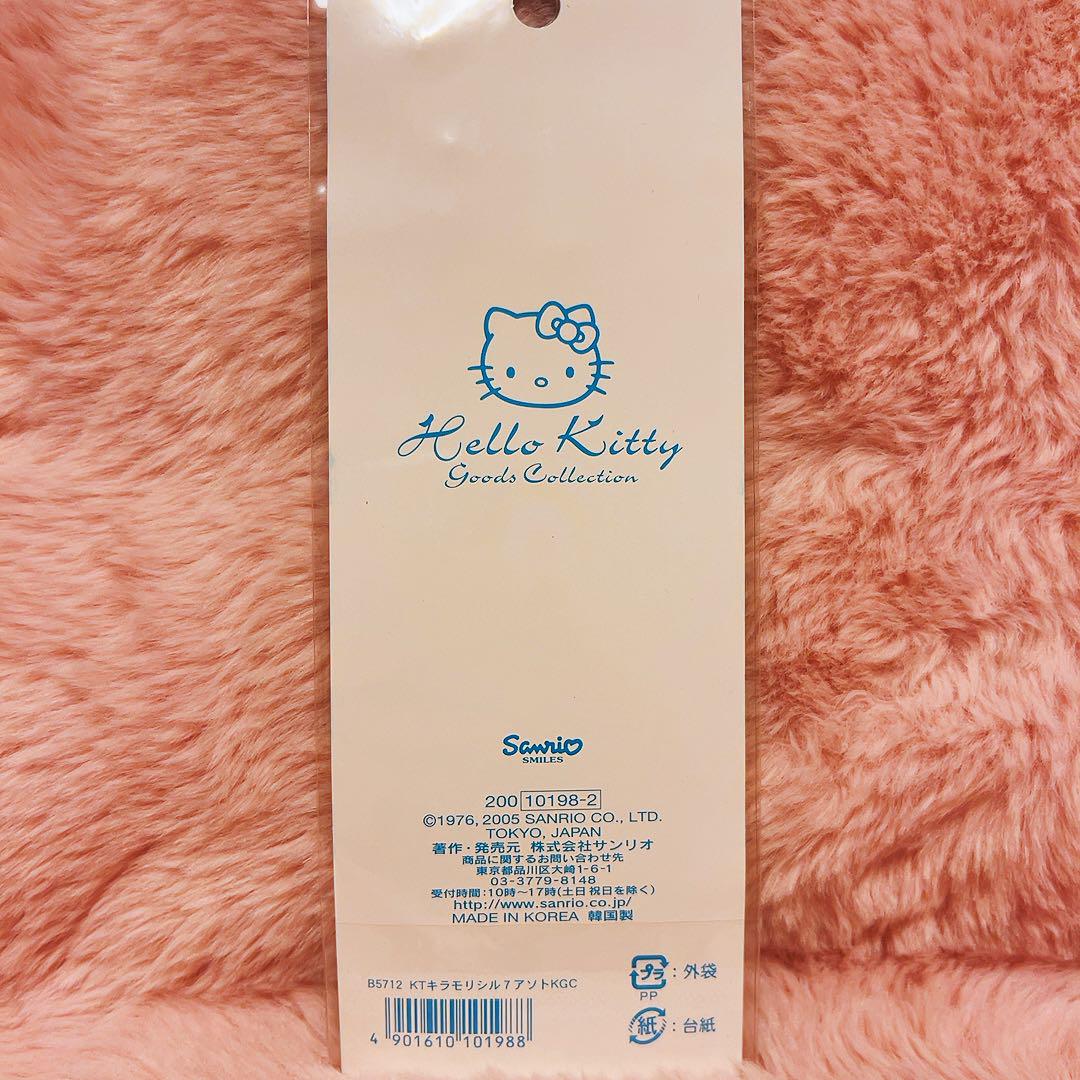 Hello Kitty
Goods Collection
Sanrio
SMILES
200 10198-2
©1976, 2005 SANRIO CO., LTD.
TOKYO, JAPAN
著作・発売元 株式会社サンリオ
商品に関するお問い合わせ先
東京都品川区大崎1-6-1
03-3779-8148
受付時間:10時~17時(土日祝日を除く)
http://www.sanrio.co.jp/
MADE IN KOREA 韓国製
B5712 KTキラモリシル7アソトKGC
プラ:外袋
PP
紙:台紙
4 901610 101988